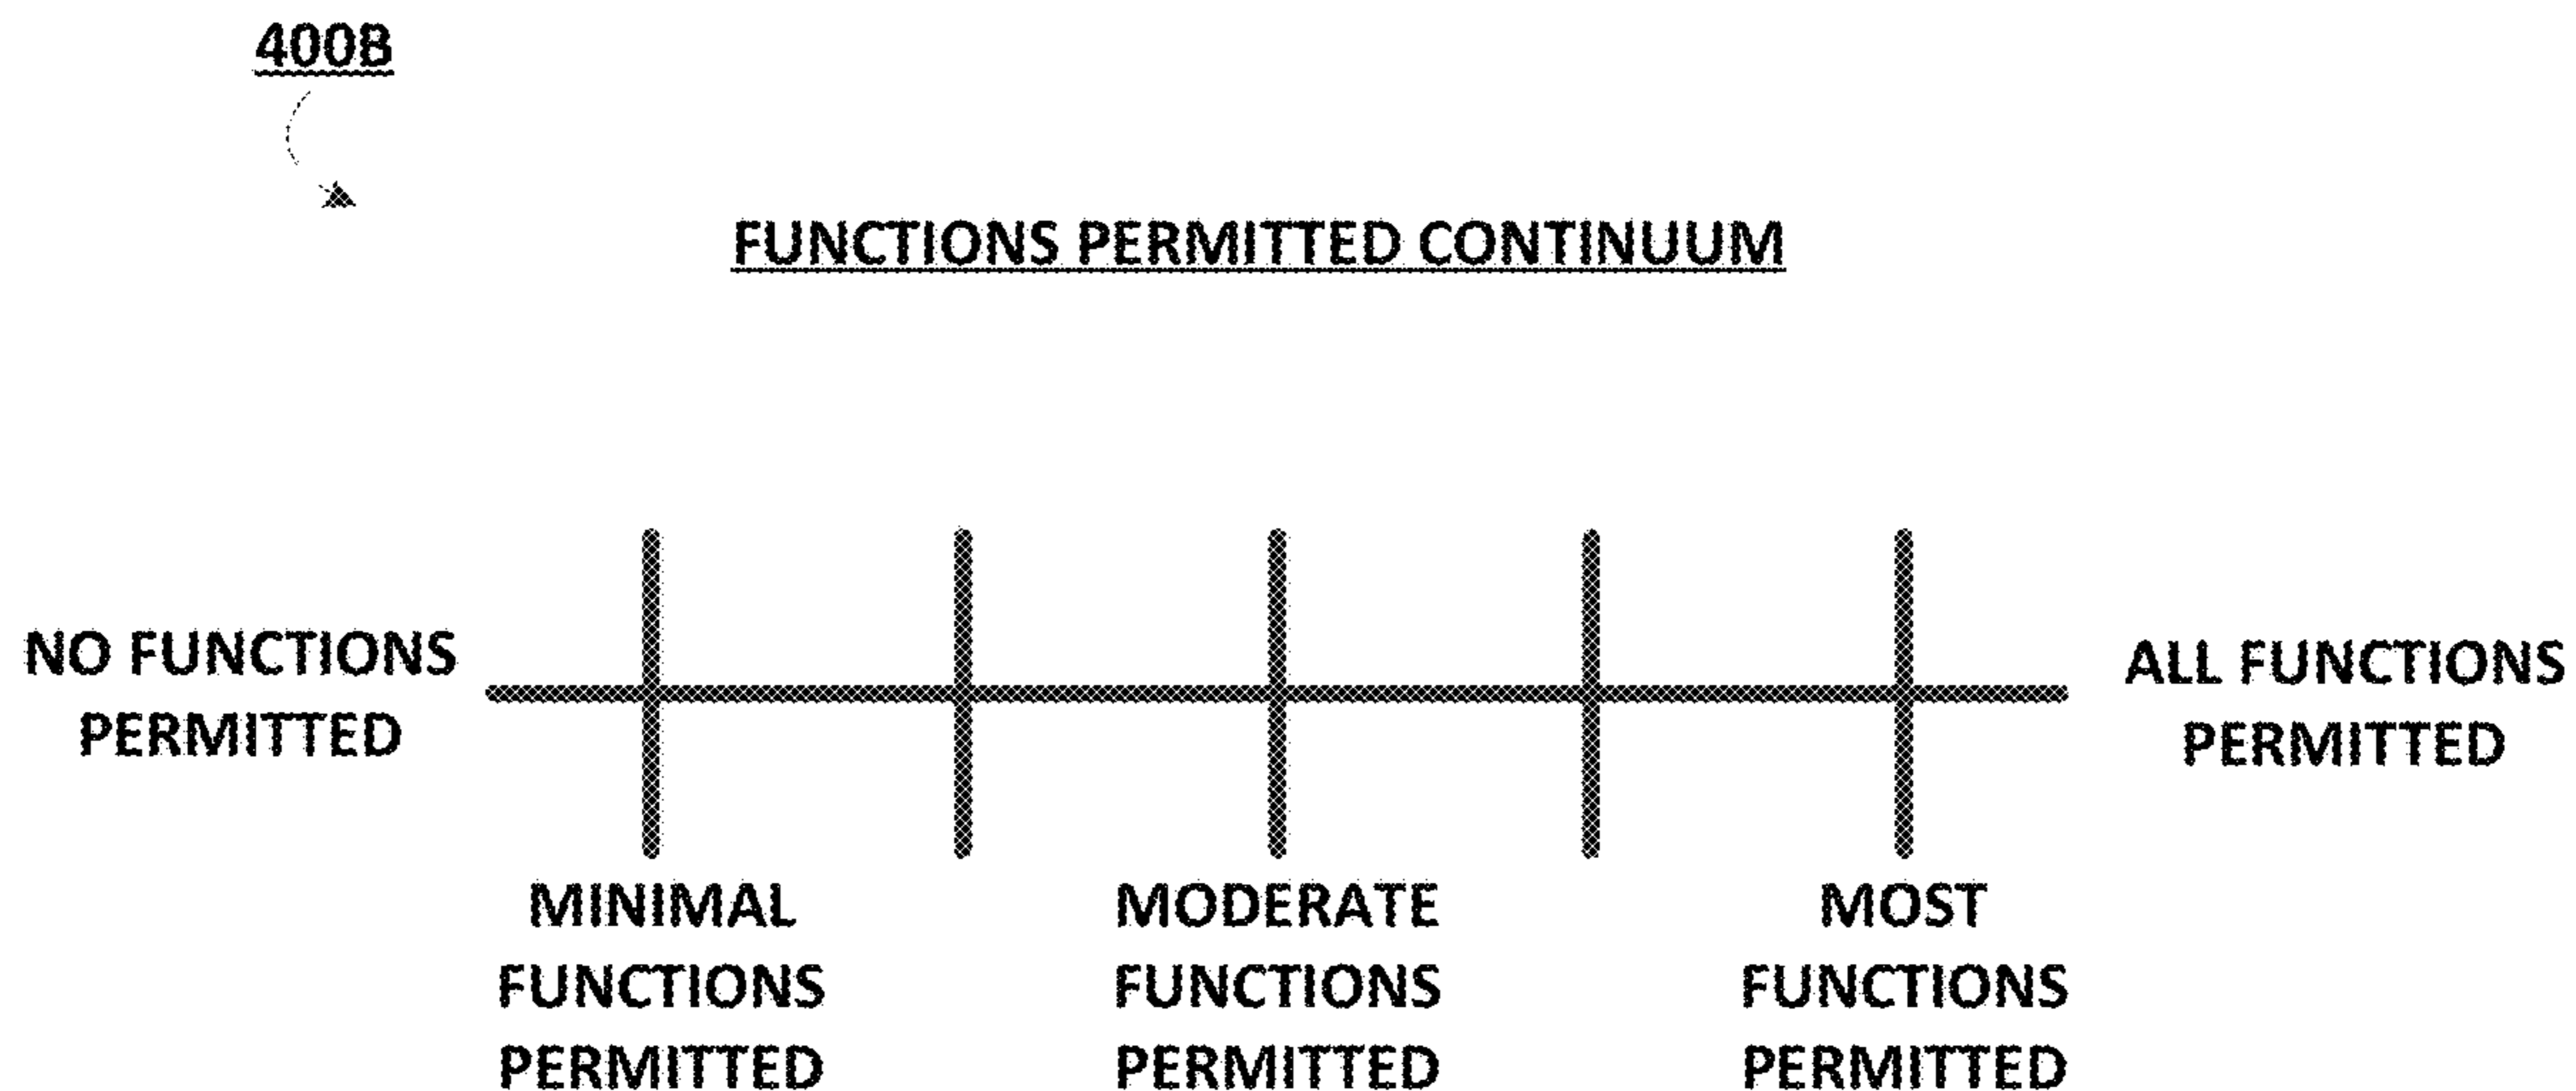 400B
FUNCTIONS PERMITTED CONTINUUM
NO FUNCTIONS
PERMITTED
ALL FUNCTIONS
PERMITTED
MINIMAL
FUNCTIONS
PERMITTED
MODERATE
FUNCTIONS
PERMITTED
MOST
FUNCTIONS
PERMITTED